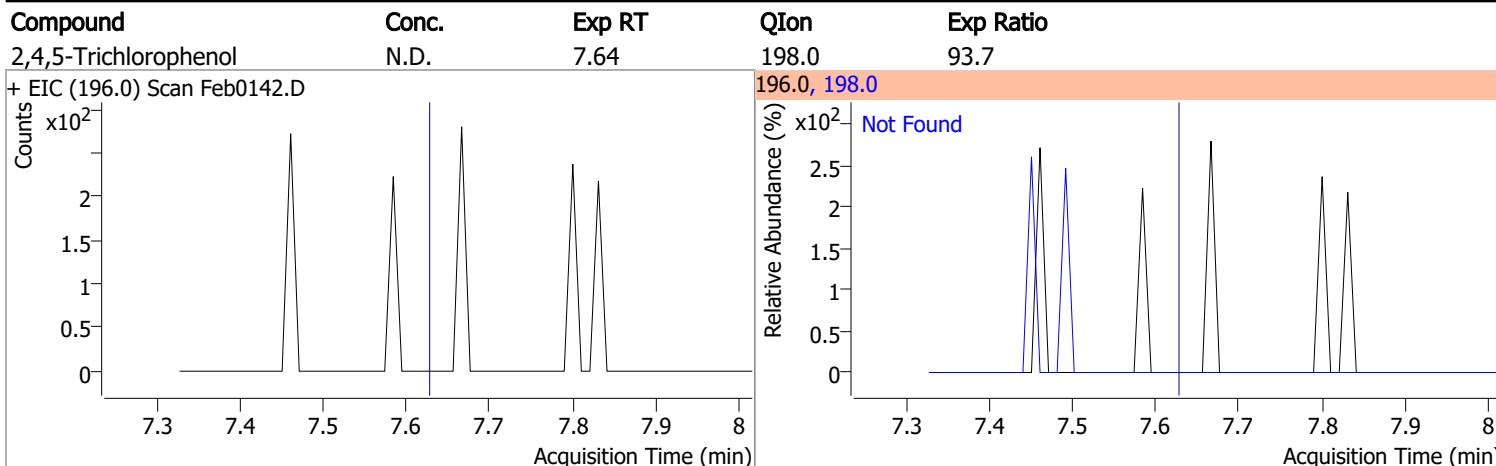 Compound Conc. Exp RT QIon Exp Ratio
2,4,5-Trichlorophenol N.D. 7.64 198.0 93.7
+ EIC (196.0) Scan Feb0142.D
Counts
x10²
2
1.5
1
0.5
0
7.3 7.4 7.5 7.6 7.7 7.8 7.9 8
Acquisition Time (min)
196.0, 198.0
Relative Abundance (%)
x10²
Not Found
2.5
2
1.5
1
0.5
0
7.3 7.4 7.5 7.6 7.7 7.8 7.9 8
Acquisition Time (min)